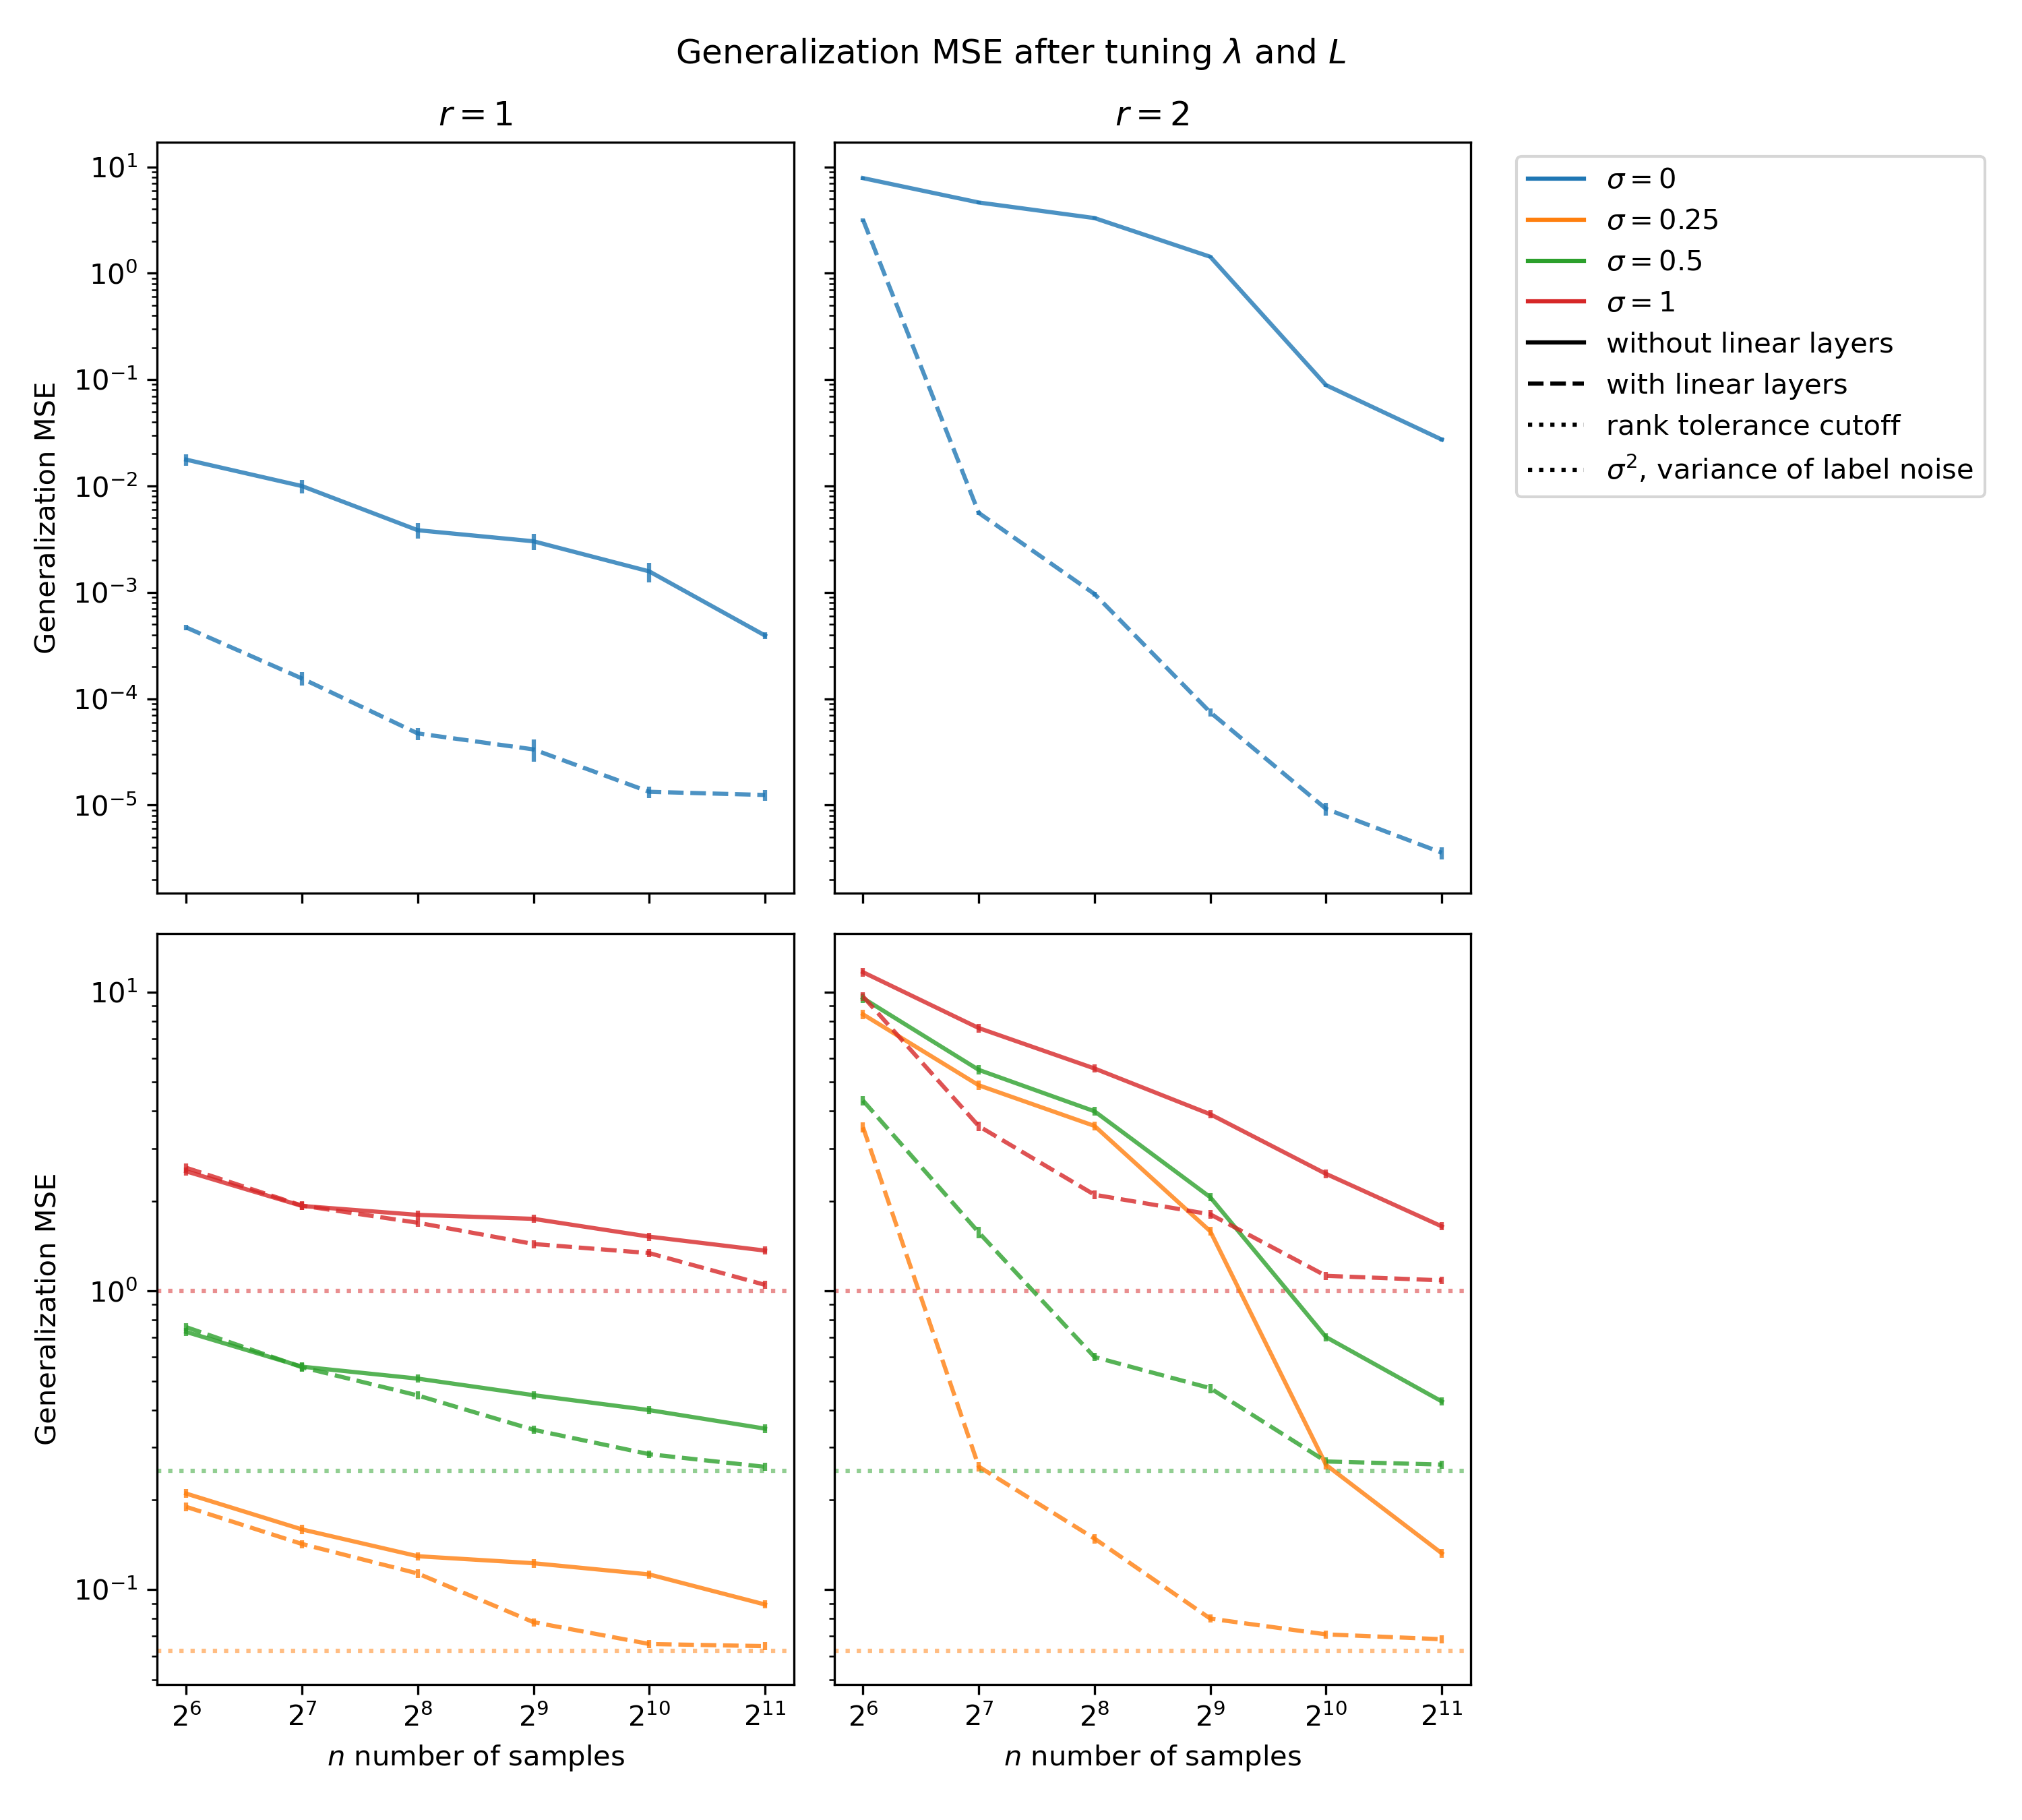 Generalization MSE after tuning λ and L
r = 1
r = 2
10¹
10⁰
10⁻¹
10⁻²
10⁻³
10⁻⁴
10⁻⁵
Generalization MSE
σ = 0
σ = 0.25
σ = 0.5
σ = 1
without linear layers
with linear layers
rank tolerance cutoff
σ², variance of label noise
10¹
10⁰
10⁻¹
Generalization MSE
2⁶ 2⁷ 2⁸ 2⁹ 2¹⁰ 2¹¹
n number of samples
2⁶ 2⁷ 2⁸ 2⁹ 2¹⁰ 2¹¹
n number of samples